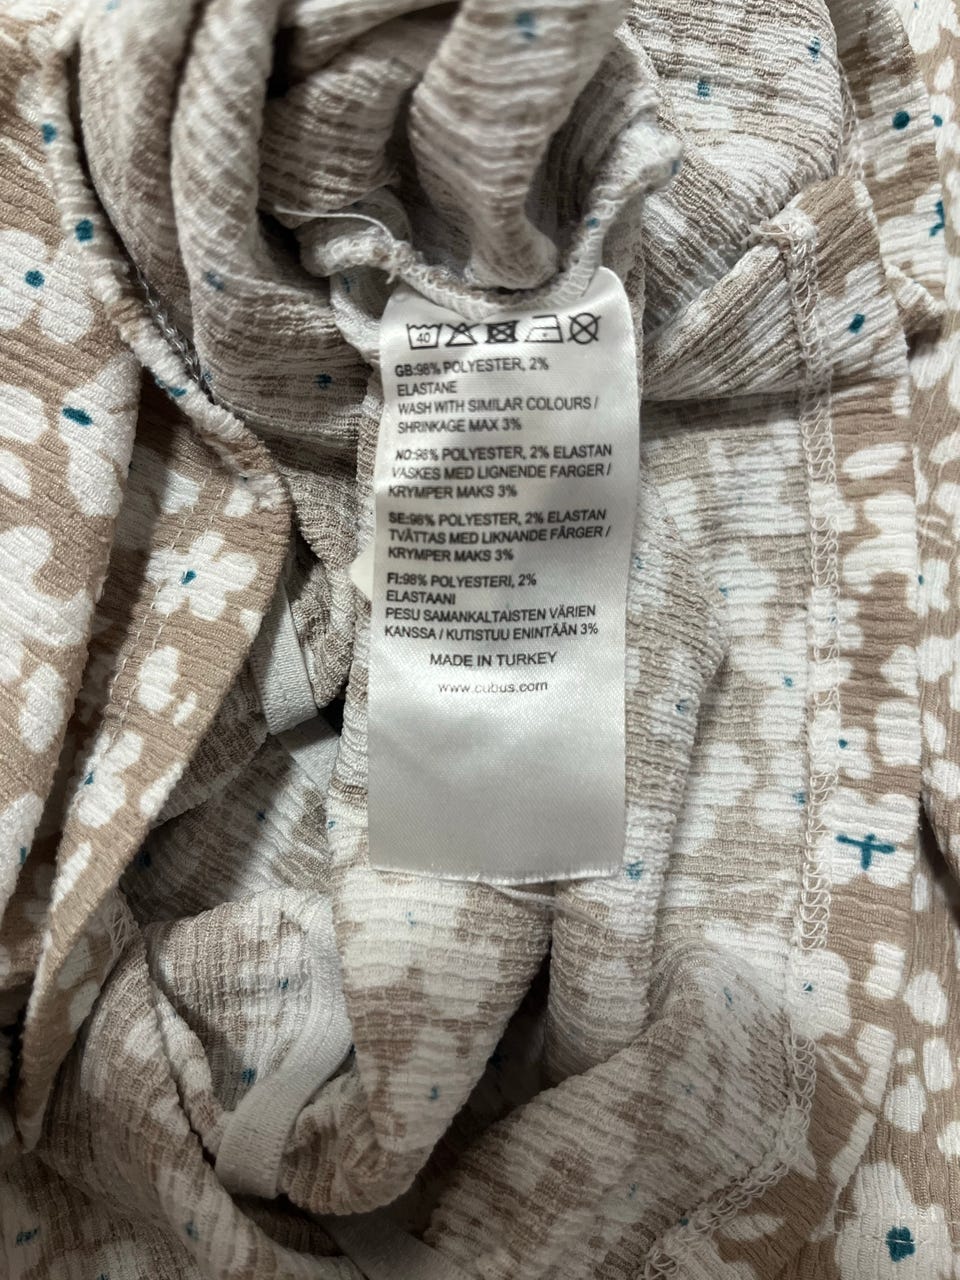 40
GB:98% POLYESTER, 2%
ELASTANE
WASH WITH SIMILAR COLOURS /
SHRINKAGE MAX 3%
NO:98% POLYESTER, 2% ELASTAN
VASKES MED LIGNENDE FARGER /
KRYMPER MAKS 3%
SE:98% POLYESTER, 2% ELASTAN
TVÄTTAS MED LIKNANDE FÄRGER /
KRYMPER MAKS 3%
FI:98% POLYESTERI, 2%
ELASTAANI
PESU SAMANKALTAISTEN VÄRIEN
KANSSA / KUTISTUU ENINTÄÄN 3%
MADE IN TURKEY
www.cubus.com